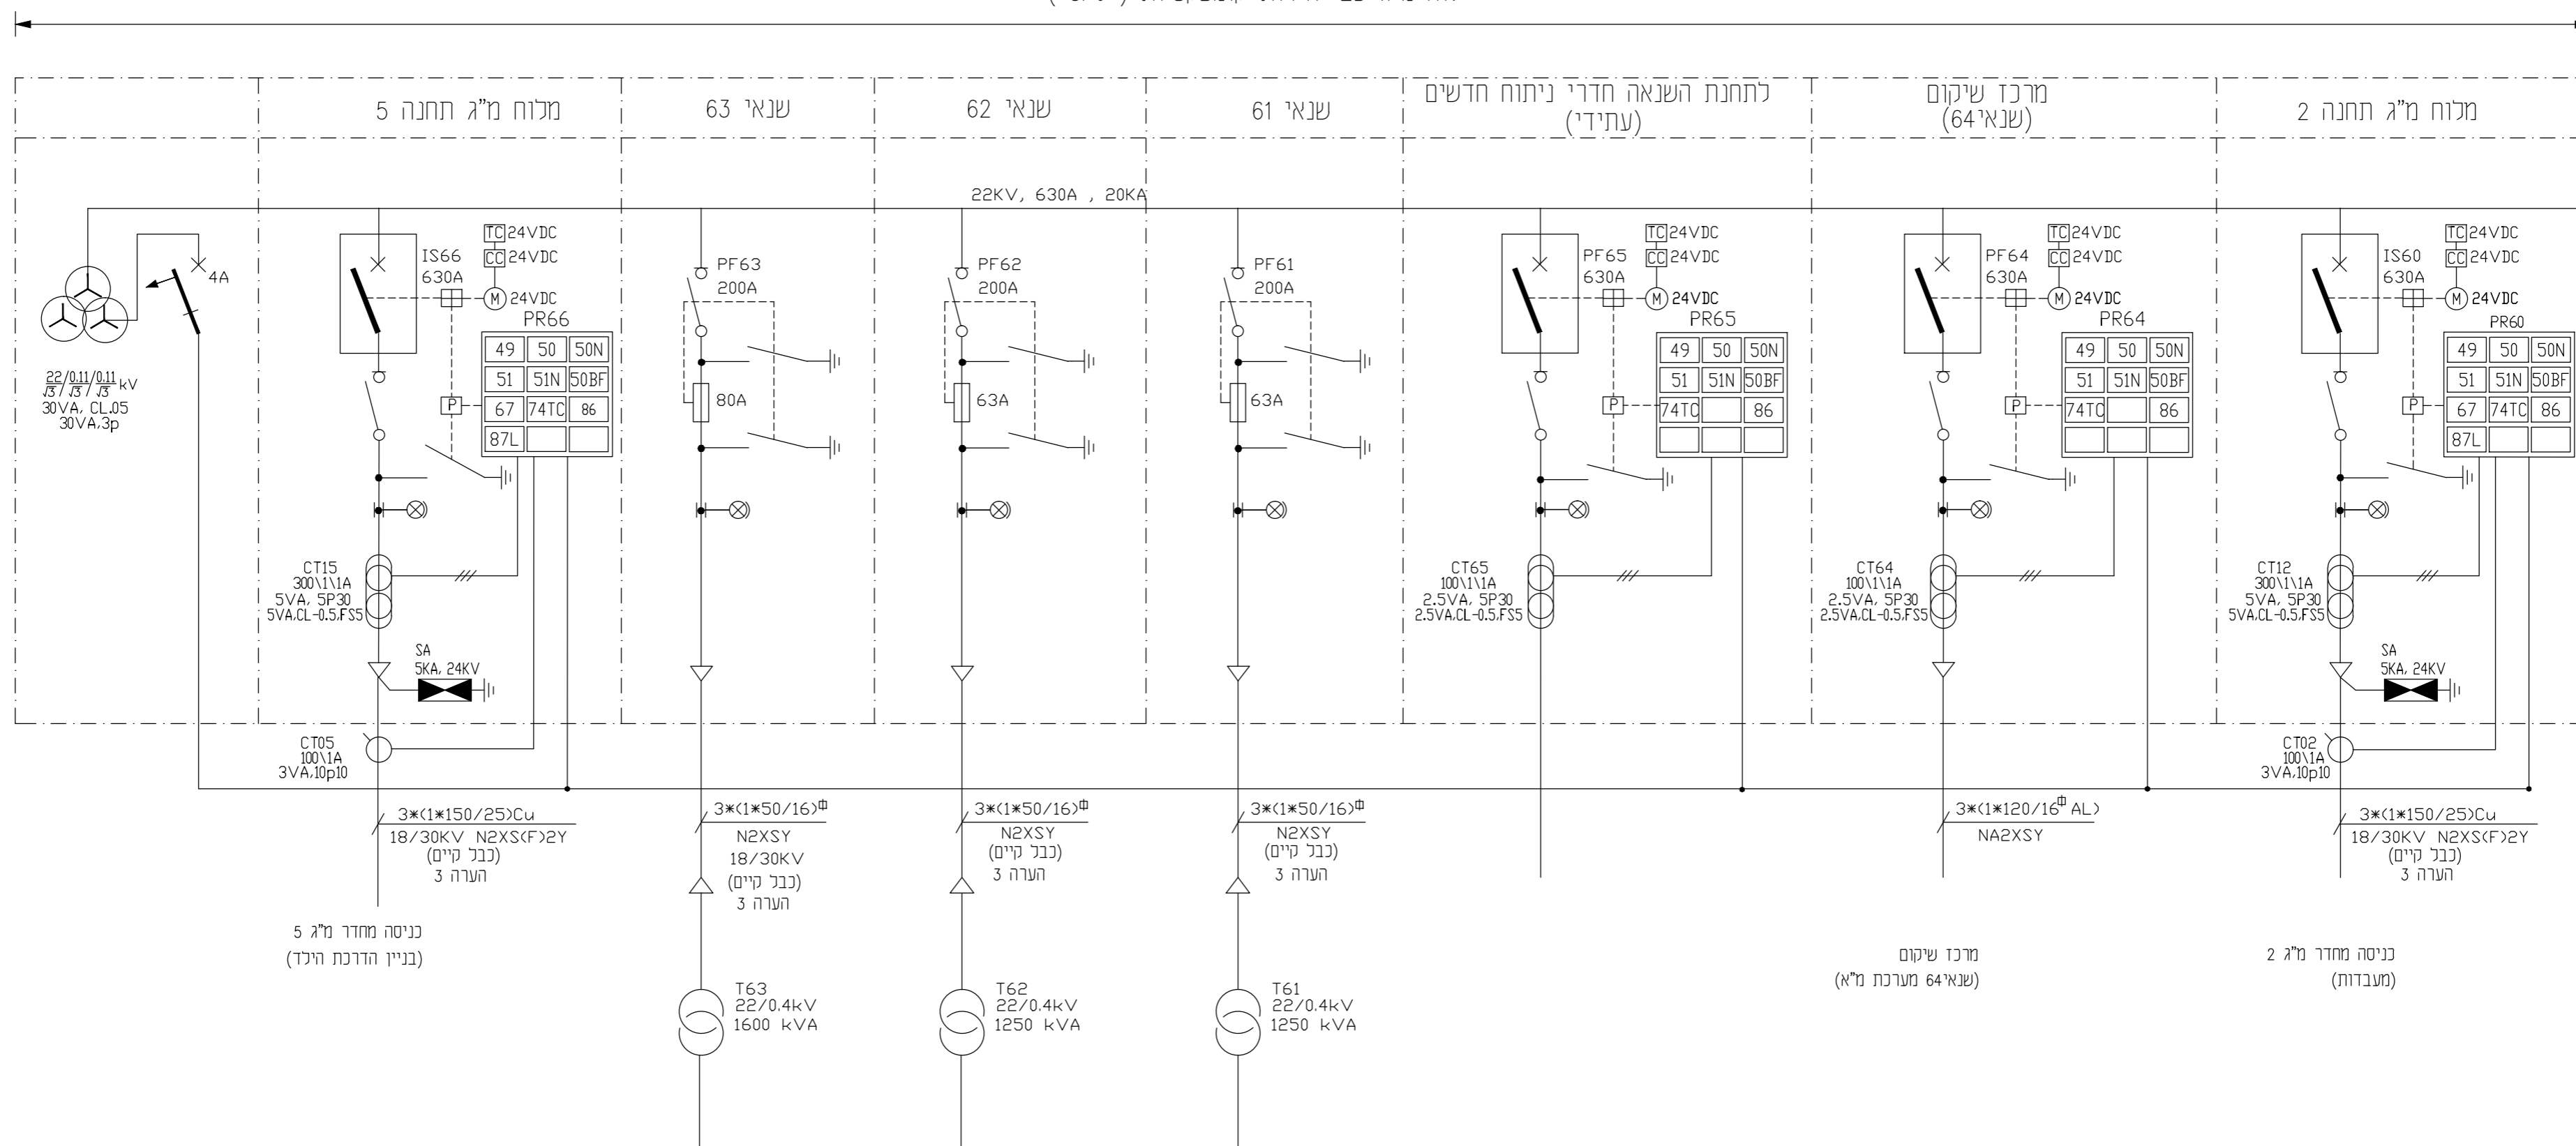 מלוח מ"ג תחנה 5
שנאי 63
שנאי 62
שנאי 61
לתחנת השנאה חדרי ניתוח חדשים
(עתידי)
מרכז שיקום
(שנאי64)
מלוח מ"ג תחנה 2
22KV, 630A , 20KA
4A
22/√3/0.11/√3/0.11/√3 kV
30VA, CL.05
30VA,3p
IS66
630A
TC 24VDC
CC 24VDC
M 24VDC
PR66
49 50 50N
51 51N 50BF
67 74TC 86
87L
P
CT15
300\1\1A
5VA, 5P30
5VA,CL-0.5,FS5
SA
5KA, 24KV
CT05
100\1A
3VA,10p10
3*(1*150/25)Cu
18/30KV N2XS(F)2Y
(כבל קיים)
הערה 3
כניסה מחדר מ"ג 5
(בניין הדרכת הילד)
PF63
200A
80A
3*(1*50/16)
N2XSY
18/30KV
(כבל קיים)
הערה 3
T63
22/0.4kV
1600 kVA
PF62
200A
63A
3*(1*50/16)
N2XSY
(כבל קיים)
הערה 3
T62
22/0.4kV
1250 kVA
PF61
200A
63A
3*(1*50/16)
N2XSY
(כבל קיים)
הערה 3
T61
22/0.4kV
1250 kVA
PF65
630A
TC 24VDC
CC 24VDC
M 24VDC
PR65
49 50 50N
51 51N 50BF
74TC 86
P
CT65
100\1\1A
2.5VA, 5P30
2.5VA,CL-0.5,FS5
PF64
630A
TC 24VDC
CC 24VDC
M 24VDC
PR64
49 50 50N
51 51N 50BF
74TC 86
P
CT64
100\1\1A
2.5VA, 5P30
2.5VA,CL-0.5,FS5
3*(1*120/16 AL)
NA2XSY
מרכז שיקום
(שנאי64 מערכת מ"א)
IS60
630A
TC 24VDC
CC 24VDC
M 24VDC
PR60
49 50 50N
51 51N 50BF
67 74TC 86
87L
P
CT12
300\1\1A
5VA, 5P30
5VA,CL-0.5,FS5
SA
5KA, 24KV
CT02
100\1A
3VA,10p10
3*(1*150/25)Cu
18/30KV N2XS(F)2Y
(כבל קיים)
הערה 3
כניסה מחדר מ"ג 2
(מעבדות)